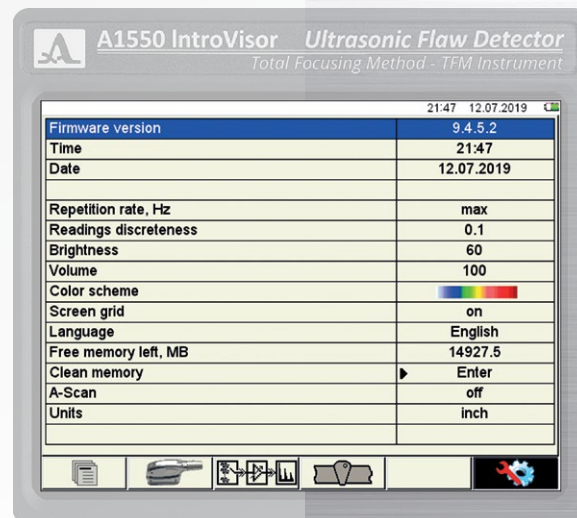 A1550 IntroVisor Ultrasonic Flaw Detector
Total Focusing Method - TFM Instrument
21:47 12.07.2019
Firmware version 9.4.5.2
Time 21:47
Date 12.07.2019
Repetition rate, Hz max
Readings discreteness 0.1
Brightness 60
Volume 100
Color scheme
Screen grid on
Language English
Free memory left, MB 14927.5
Clean memory Enter
A-Scan off
Units inch